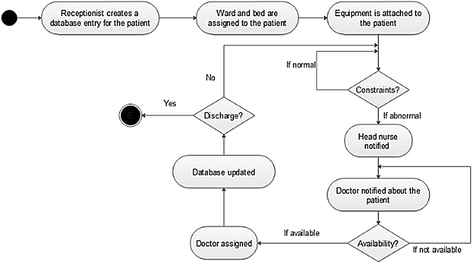 Receptionist creates a
database entry for the patient
Ward and bed are
assigned to the patient
Equipment is attached to
the patient
No
If normal
Yes
Discharge?
Constraints?
If abnormal
Head nurse
notified
Database updated
Doctor notified about the
patient
If available
Doctor assigned
Availability?
If not available